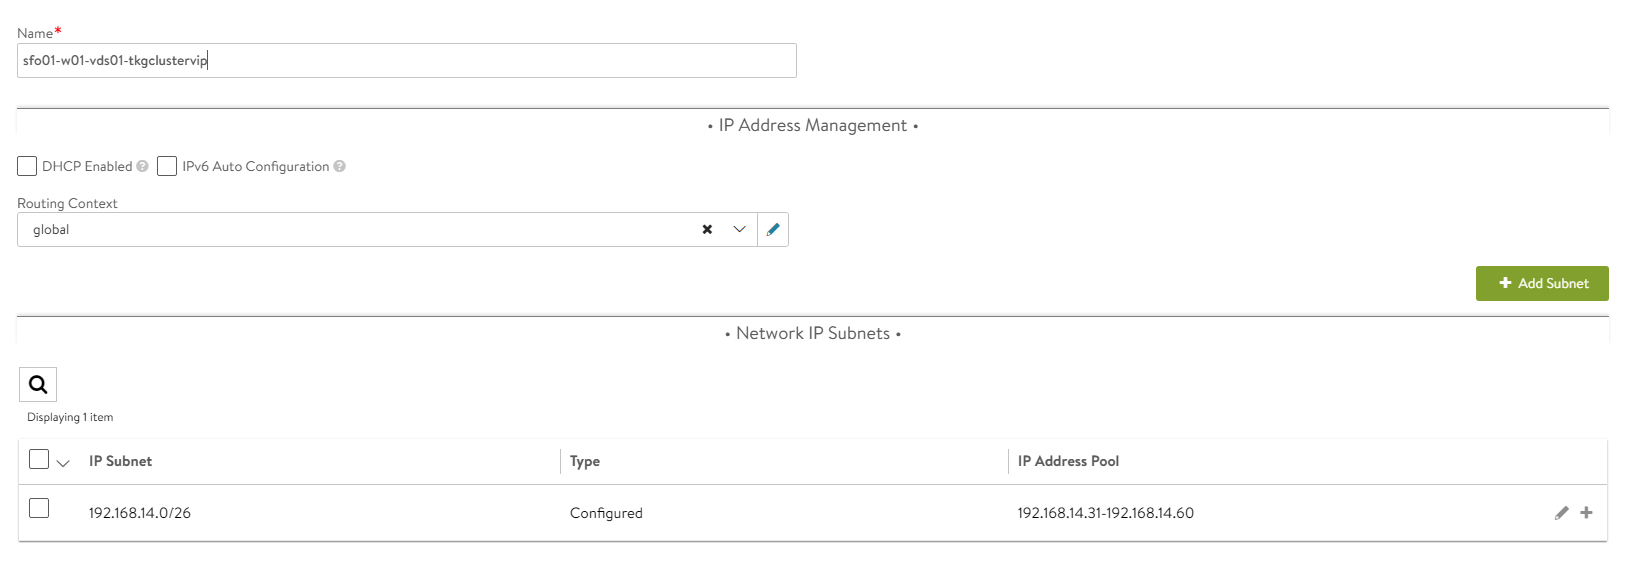 Name*
sfo01-w01-vds01-tkgclustervip
• IP Address Management •
DHCP Enabled ? IPv6 Auto Configuration ?
Routing Context
global
Add Subnet
• Network IP Subnets •
Displaying 1 item
IP Subnet Type IP Address Pool
192.168.14.0/26 Configured 192.168.14.31-192.168.14.60